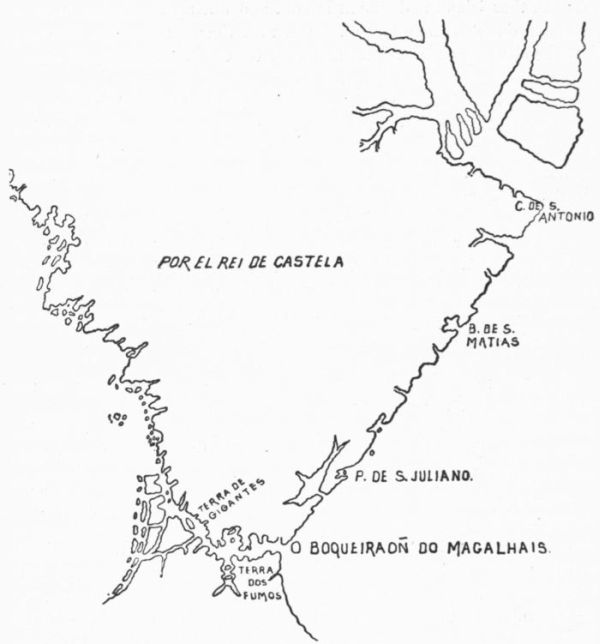 C. DE S.
ANTONIO
POR EL REI DE CASTELA
B. DE S.
MATIAS
P. DE S. JULIANO.
TERRA DE
GIGANTES
O BOQUEIRAOÑ DO MAGALHAIS.
TERRA
DOS
FUMOS